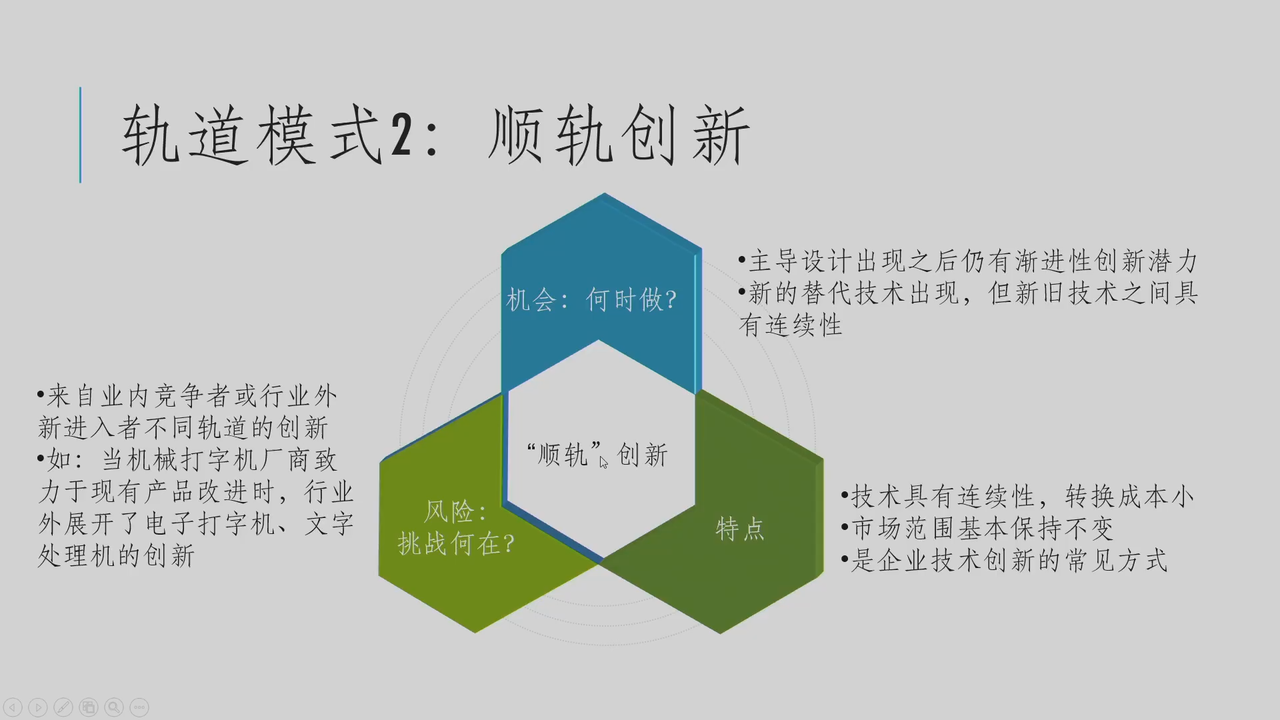 轨道模式2：顺轨创新
机会：何时做？
•主导设计出现之后仍有渐进性创新潜力
•新的替代技术出现，但新旧技术之间具
有连续性
•来自业内竞争者或行业外
新进入者不同轨道的创新
•如：当机械打字机厂商致
力于现有产品改进时，行业
外展开了电子打字机、文字
处理机的创新
“顺轨”创新
风险：
挑战何在？
特点
•技术具有连续性，转换成本小
•市场范围基本保持不变
•是企业技术创新的常见方式